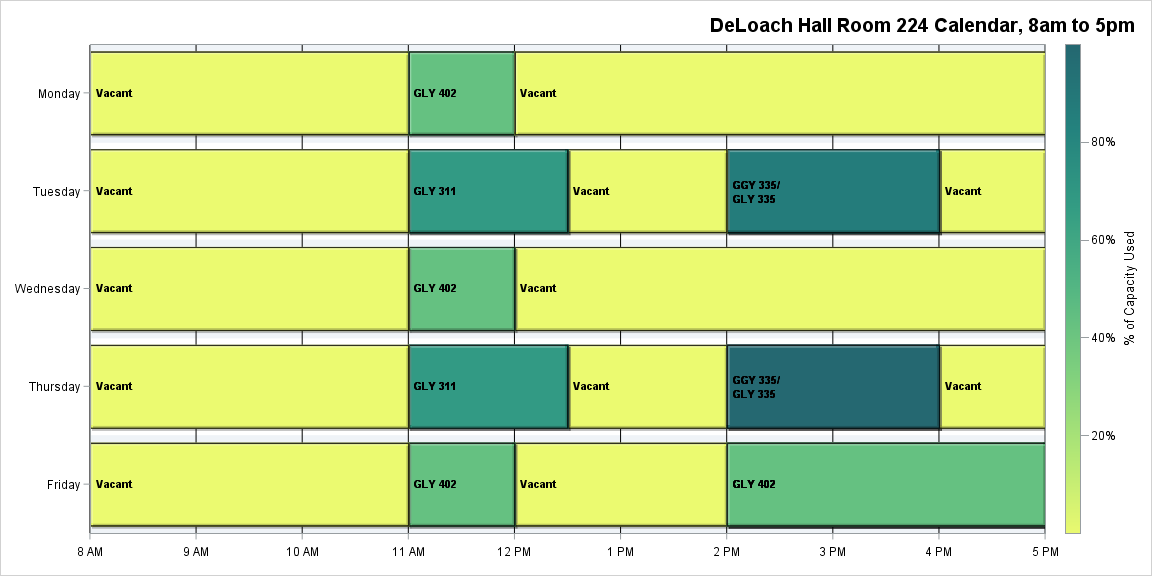 DeLoach Hall Room 224 Calendar, 8am to 5pm
Monday
Vacant
GLY 402
Vacant
Tuesday
Vacant
GLY 311
Vacant
GGY 335/
GLY 335
Vacant
Wednesday
Vacant
GLY 402
Vacant
Thursday
Vacant
GLY 311
Vacant
GGY 335/
GLY 335
Vacant
Friday
Vacant
GLY 402
Vacant
GLY 402
8 AM
9 AM
10 AM
11 AM
12 PM
1 PM
2 PM
3 PM
4 PM
5 PM
80%
60%
40%
20%
% of Capacity Used